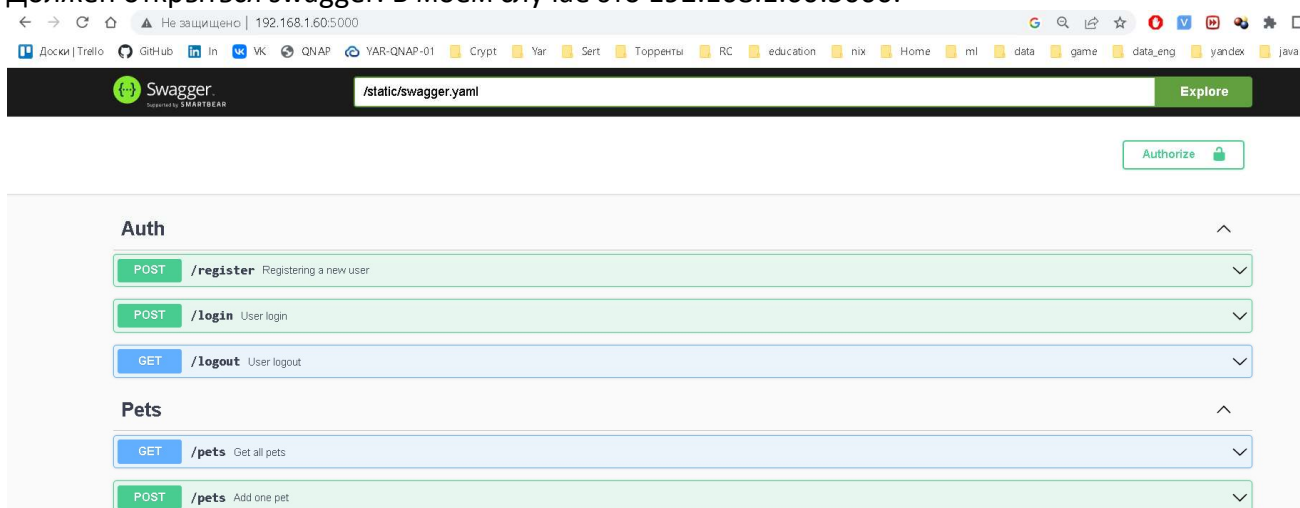 должен открыться swagger. В моем случае это 192.168.1.60:5000.
Не защищено | 192.168.1.60:5000
Доски | Trello GitHub In VK QNAP YAR-QNAP-01 Crypt Yar Sert Торренты RC education nix Home ml data game data_eng yandex java
Swagger. /static/swagger.yaml Explore
Supported by SMARTBEAR
Authorize
Auth
POST /register Registering a new user
POST /login User login
GET /logout User logout
Pets
GET /pets Get all pets
POST /pets Add one pet